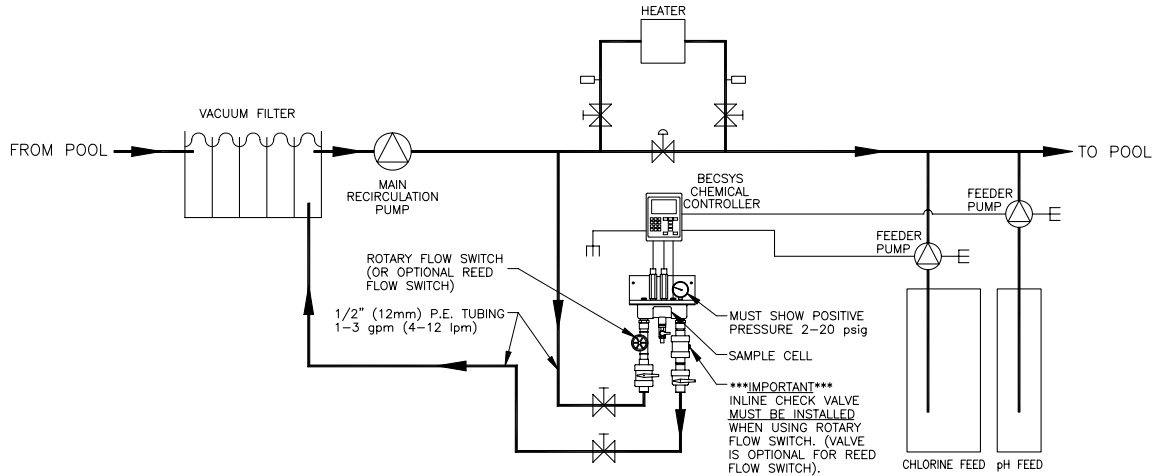 HEATER
VACUUM FILTER
FROM POOL
TO POOL
MAIN
RECIRCULATION
PUMP
BECSYS
CHEMICAL
CONTROLLER
FEEDER
PUMP
FEEDER
PUMP
ROTARY FLOW SWITCH
(OR OPTIONAL REED
FLOW SWITCH)
1/2" (12mm) P.E. TUBING
1-3 gpm (4-12 lpm)
MUST SHOW POSITIVE
PRESSURE 2-20 psig
SAMPLE CELL
***IMPORTANT***
INLINE CHECK VALVE
MUST BE INSTALLED
WHEN USING ROTARY
FLOW SWITCH. (VALVE
IS OPTIONAL FOR REED
FLOW SWITCH).
CHLORINE FEED
pH FEED